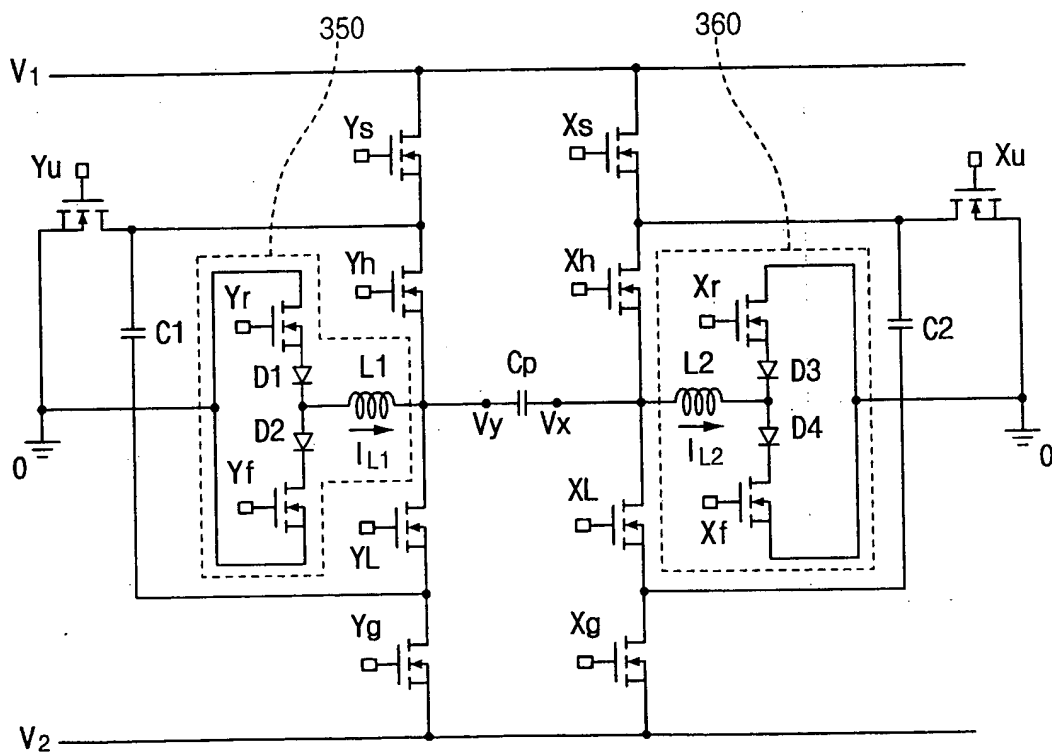 350
360
V1
Ys
Xs
Yu
Xu
Yh
Xh
Yr
Xr
C1
C2
D1
L1
Cp
L2
D3
D2
Vy
Vx
D4
IL1
IL2
0
0
Yf
XL
Xf
YL
Yg
Xg
V2